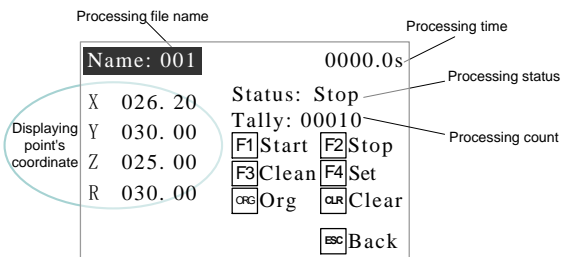 Processing file name
Processing time
Name: 001
0000.0s
Processing status
X 026. 20
Status: Stop
Displaying point's coordinate
Y 030. 00
Tally: 00010
Processing count
F1 Start F2 Stop
Z 025. 00
F3 Clean F4 Set
R 030. 00
ORG Org CLR Clear
ESC Back